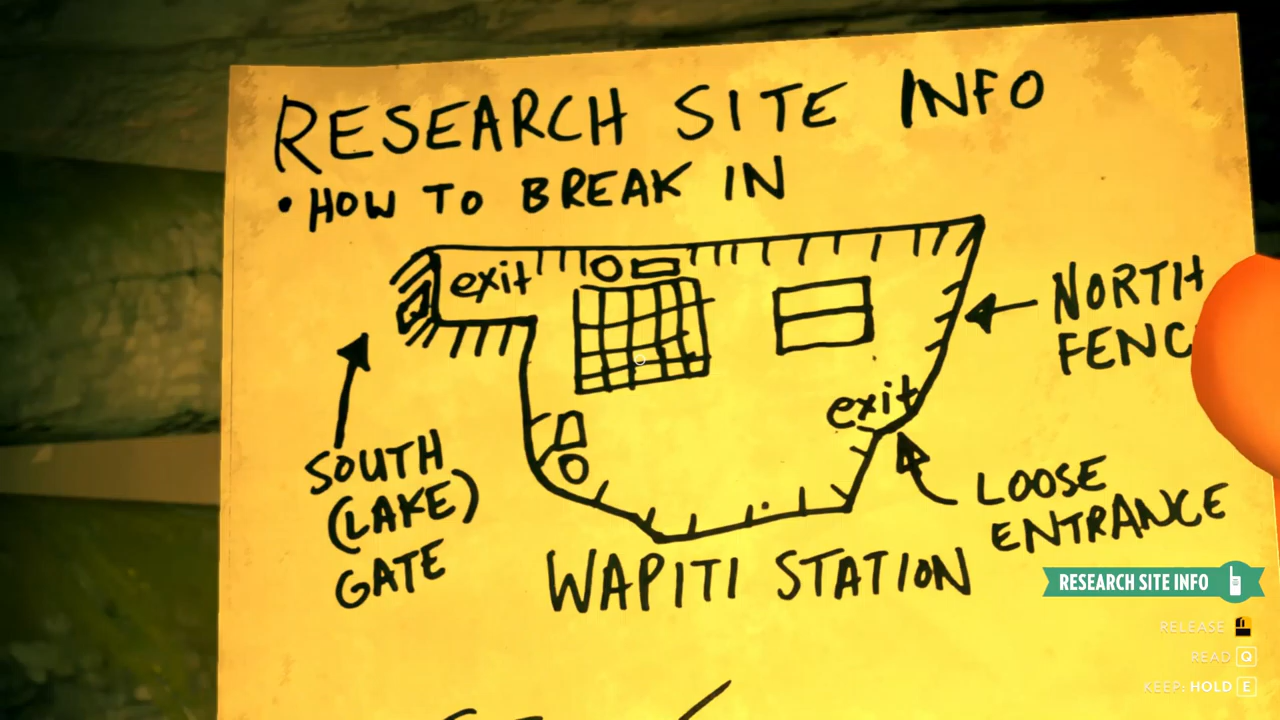 RESEARCH SITE INFO
• HOW TO BREAK IN
exit
NORTH
FENC
exit
SOUTH
(LAKE)
GATE
LOOSE
ENTRANCE
WAPITI STATION
RESEARCH SITE INFO
RELEASE
READ Q
KEEP: HOLD E